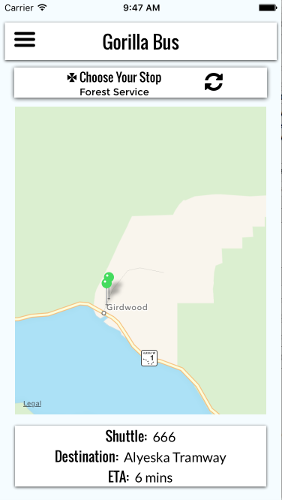 Carrier 9:47 AM
Gorilla Bus
Choose Your Stop
Forest Service
Girdwood
1
Legal
Shuttle: 666
Destination: Alyeska Tramway
ETA: 6 mins